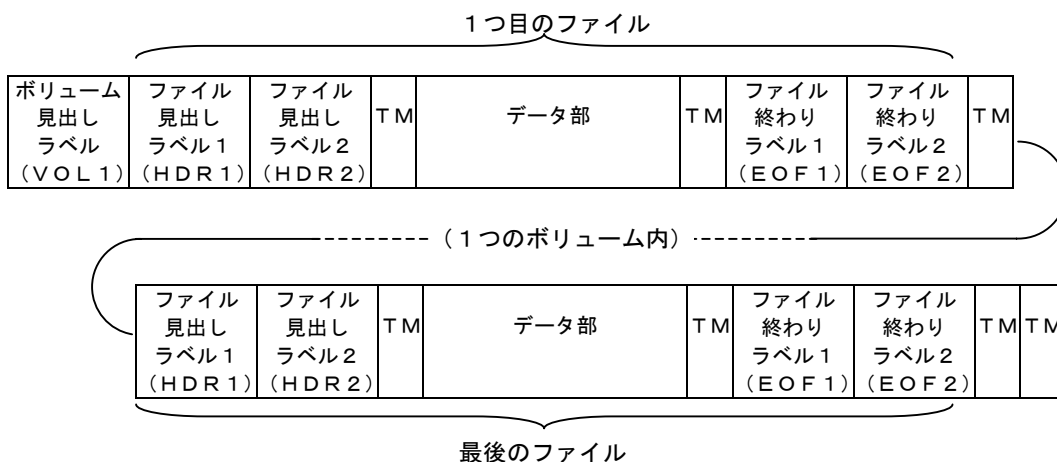 1つ目のファイル
ボリューム見出しラベル(VOL1)
ファイル見出しラベル1(HDR1)
ファイル見出しラベル2(HDR2)
TM
データ部
TM
ファイル終わりラベル1(EOF1)
ファイル終わりラベル2(EOF2)
TM
(1つのボリューム内)
ファイル見出しラベル1(HDR1)
ファイル見出しラベル2(HDR2)
TM
データ部
TM
ファイル終わりラベル1(EOF1)
ファイル終わりラベル2(EOF2)
TM
TM
最後のファイル